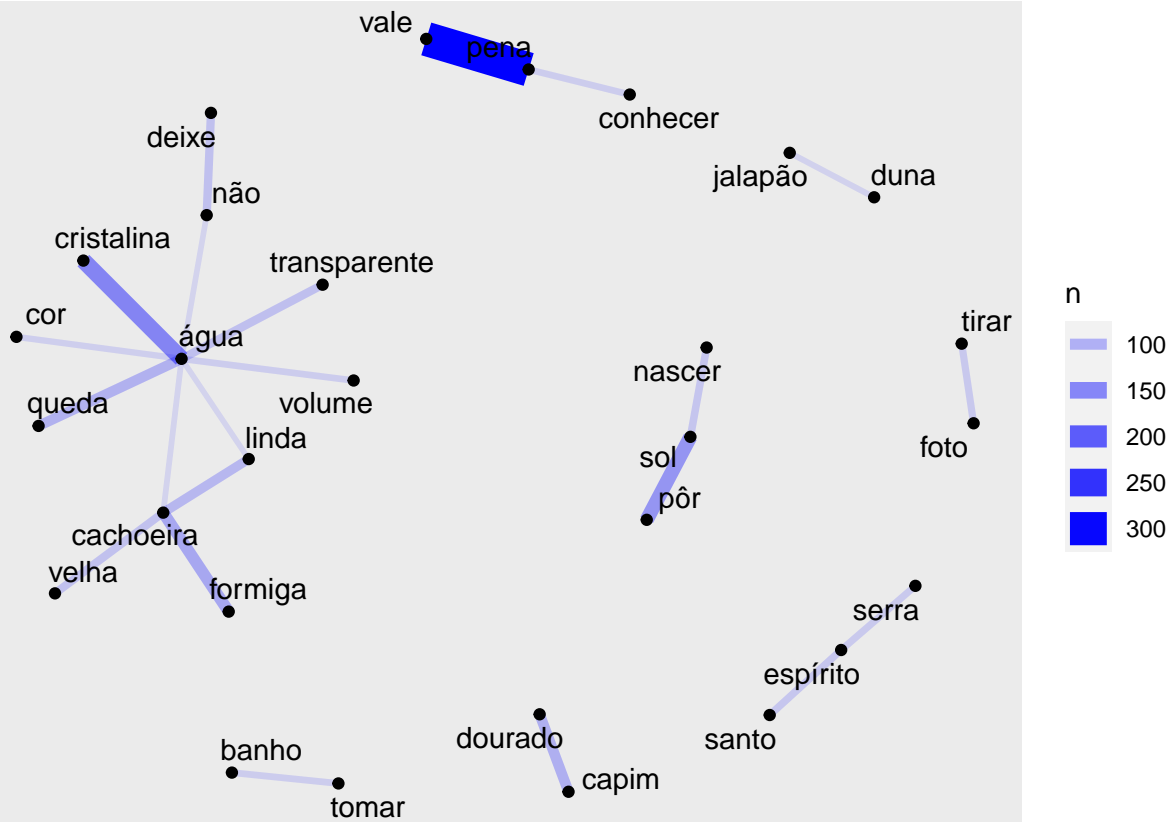 vale
pena
conhecer
deixe
jalapão
duna
não
cristalina
transparente
cor
água
tirar
nascer
queda
volume
linda
foto
sol
pôr
cachoeira
velha
formiga
serra
espírito
santo
dourado
banho
capim
tomar
n
100
150
200
250
300